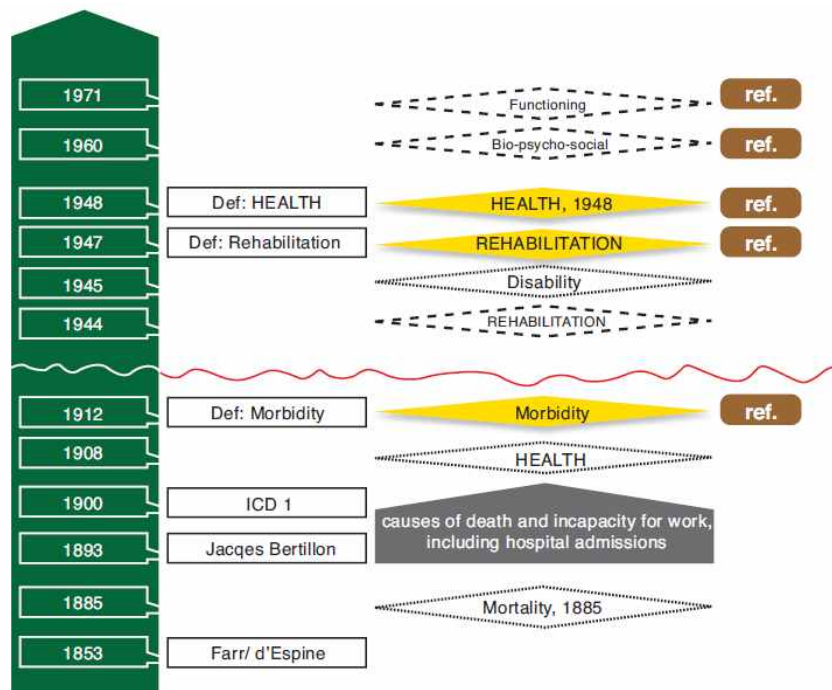 1971
Functioning
ref.
1960
Bio-psycho-social
ref.
1948
Def: HEALTH
HEALTH, 1948
ref.
1947
Def: Rehabilitation
REHABILITATION
ref.
1945
Disability
1944
REHABILITATION
1912
Def: Morbidity
Morbidity
ref.
1908
HEALTH
1900
ICD 1
causes of death and incapacity for work,
including hospital admissions
1893
Jacqes Bertillon
1885
Mortality, 1885
1853
Farr/ d'Espine